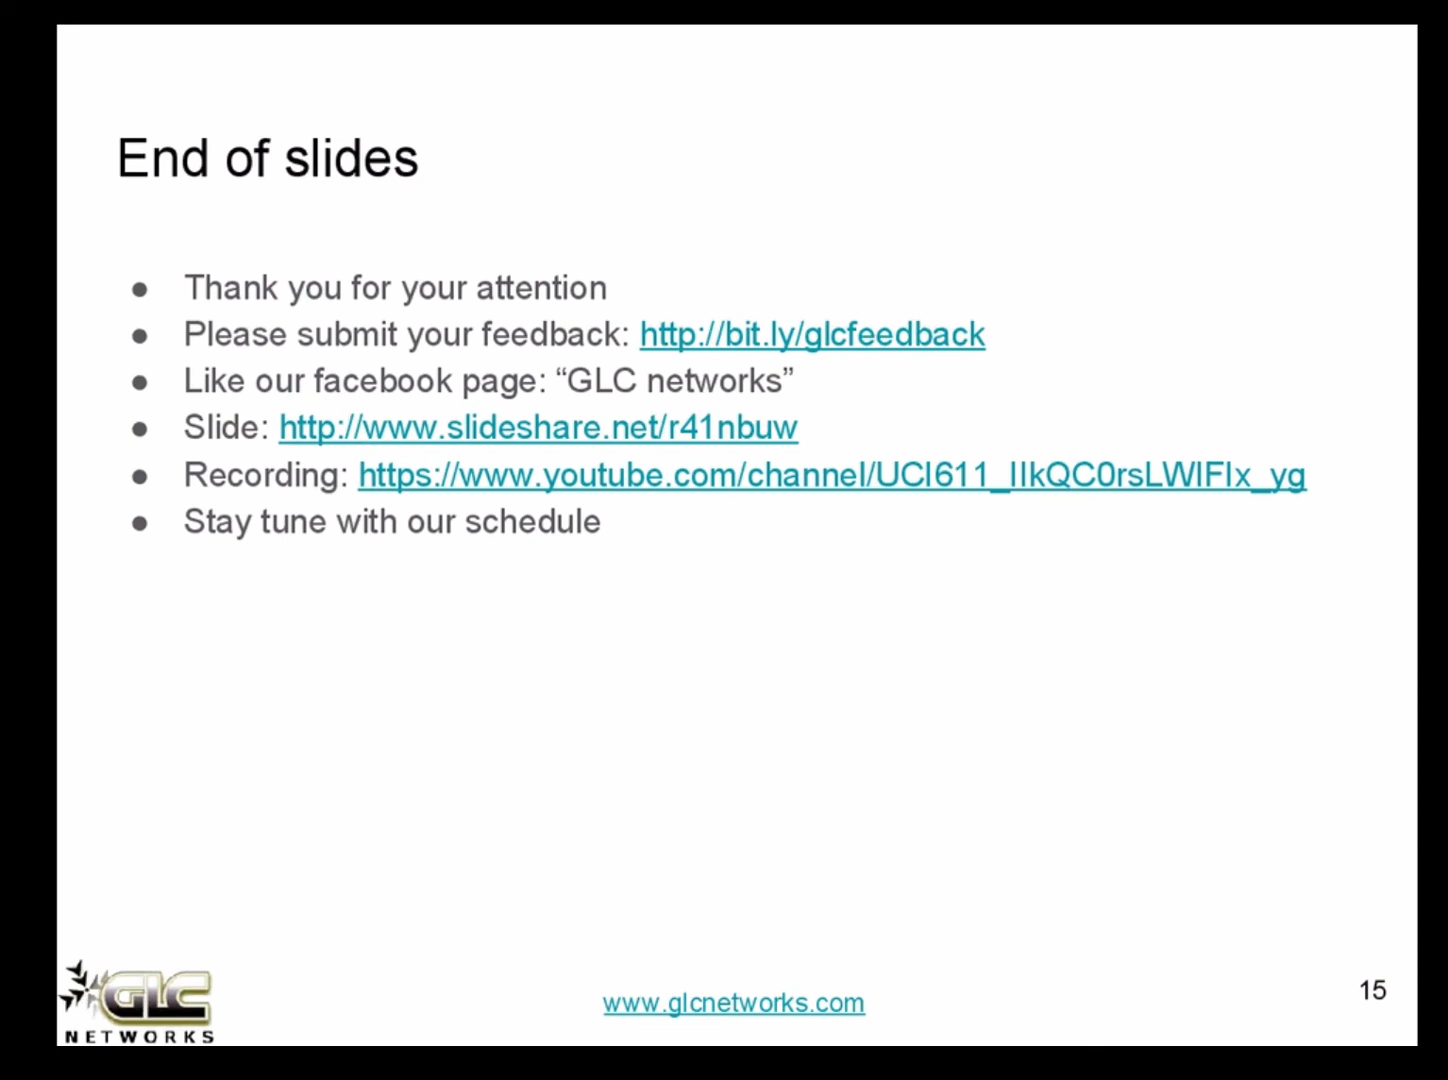 End of slides
● Thank you for your attention
● Please submit your feedback: http://bit.ly/glcfeedback
● Like our facebook page: “GLC networks”
● Slide: http://www.slideshare.net/r41nbuw
● Recording: https://www.youtube.com/channel/UCI611_IIkQC0rsLWIFIx_yg
● Stay tune with our schedule
GLC
NETWORKS
www.glcnetworks.com
15